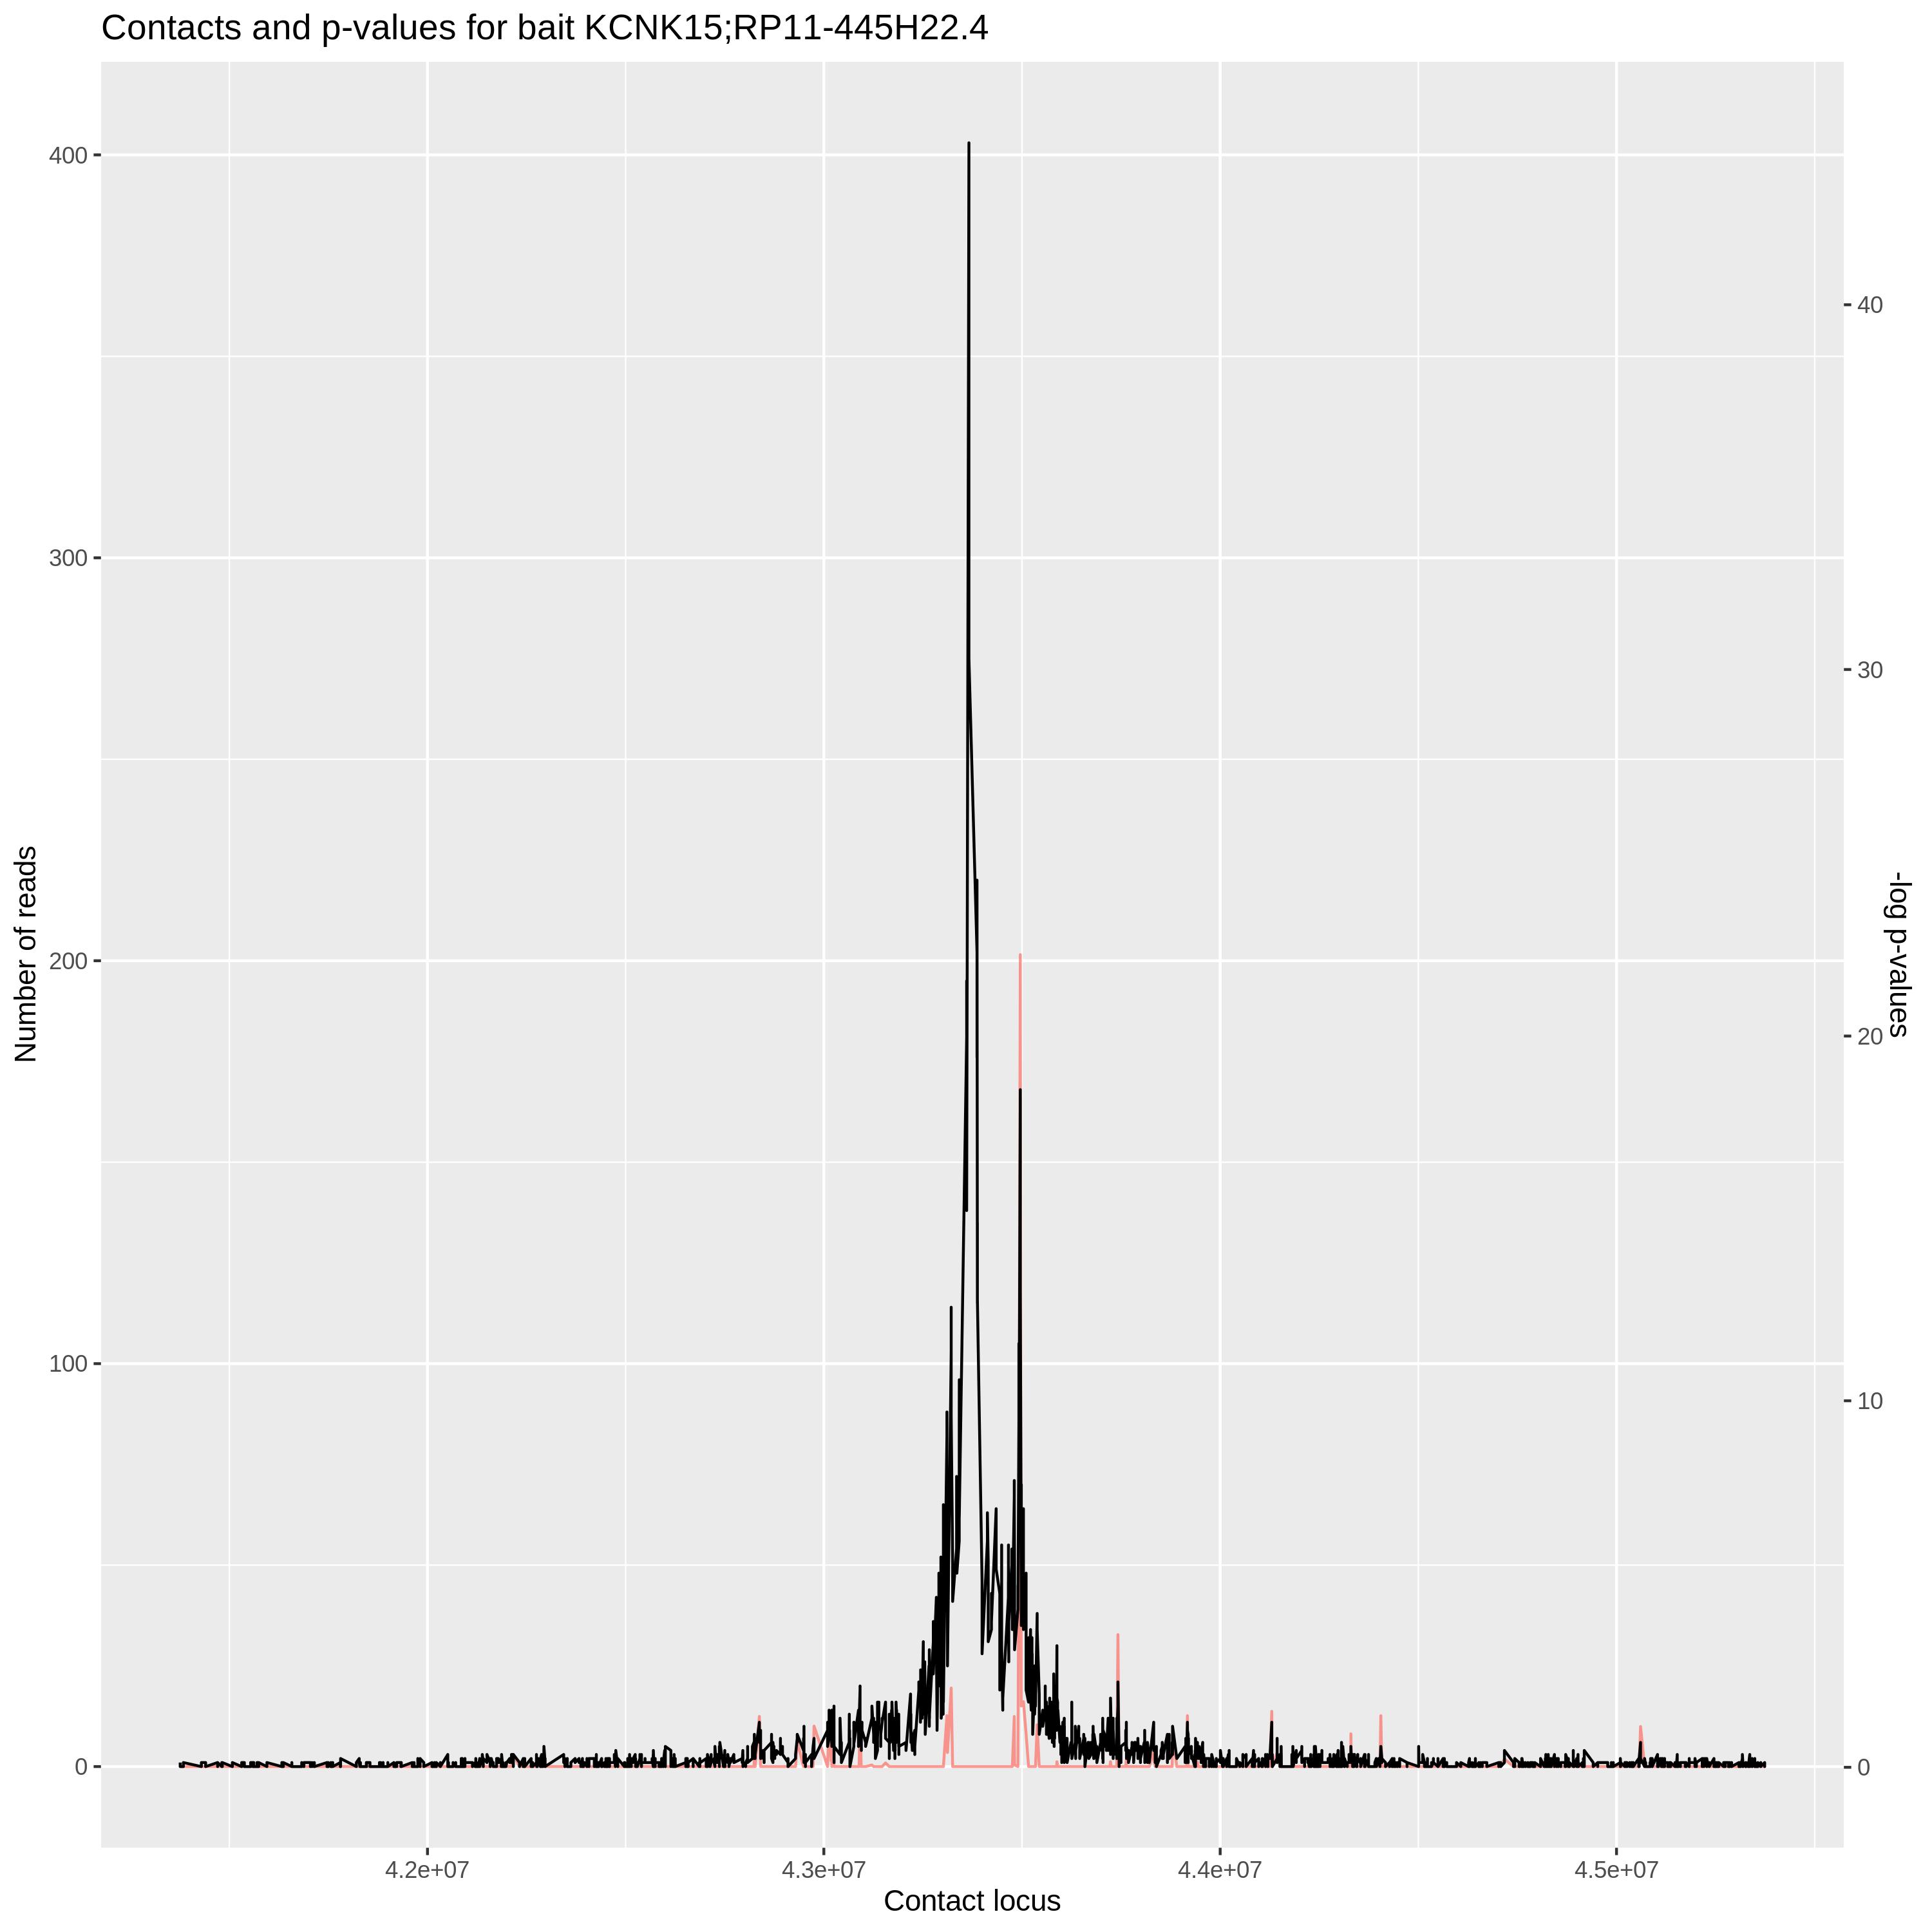 Contacts and p-values for bait KCNK15;RP11-445H22.4
400
300
200
100
0
Number of reads
40
30
20
10
0
-log p-values
4.2e+07 4.3e+07 4.4e+07 4.5e+07
Contact locus